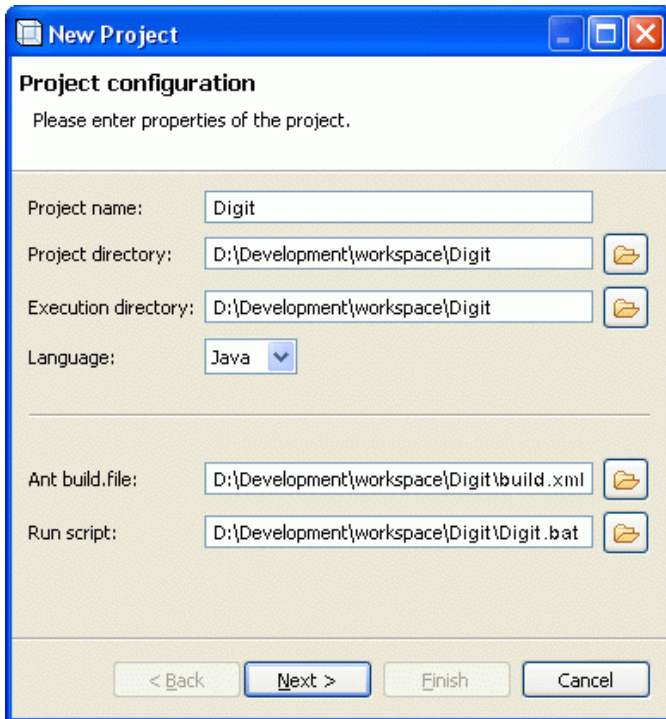 New Project
Project configuration
Please enter properties of the project.
Project name: Digit
Project directory: D:\Development\workspace\Digit
Execution directory: D:\Development\workspace\Digit
Language: Java
Ant build.file: D:\Development\workspace\Digit\build.xml
Run script: D:\Development\workspace\Digit\Digit.bat
< Back Next > Finish Cancel